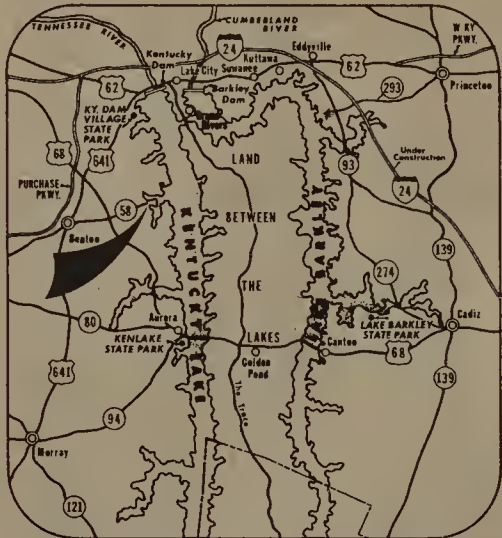 TENNESSEE RIVER
CUMBERLAND RIVER
24
W KY PKWY.
Kentucky Dam
Lake City
Suwanee
Kuttawa
Eddyville
62
62
Princeton
Barkley Dam
293
KY. DAM VILLAGE STATE PARK
Grand Rivers
68
641
LAND
93
Under Construction
24
PURCHASE PKWY.
58
Benton
KENTUCKY LAKE
BETWEEN
BARKLEY
139
274
THE
80
Aurora
KENLAKE STATE PARK
LAKES
Golden Pond
LAKE
Canton
LAKE BARKLEY STATE PARK
68
Cadiz
641
The Trace
139
94
Murray
121